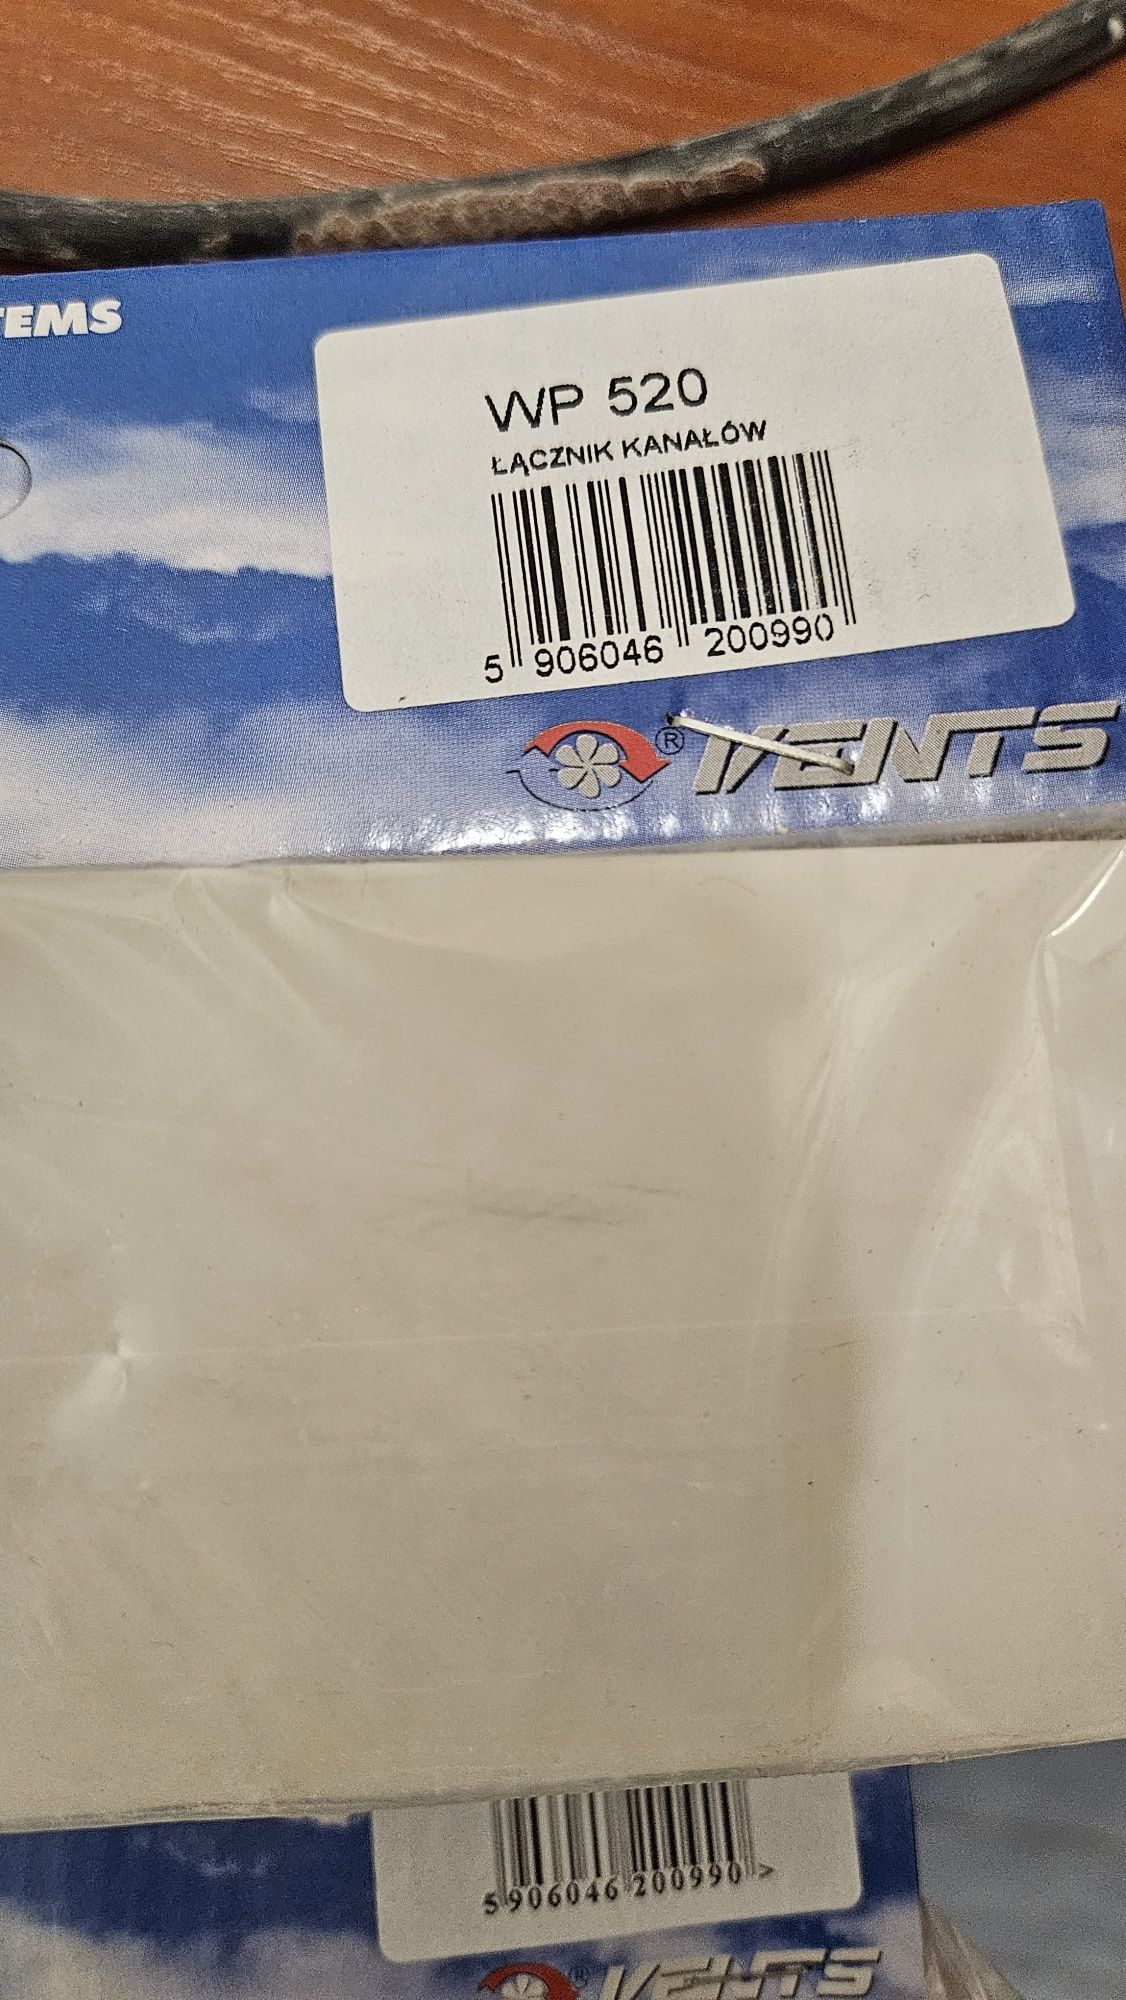 TEMS
WP 520
ŁĄCZNIK KANAŁÓW
5 906046 200990
® VENTS
5 906046 200990 >
® VENTS